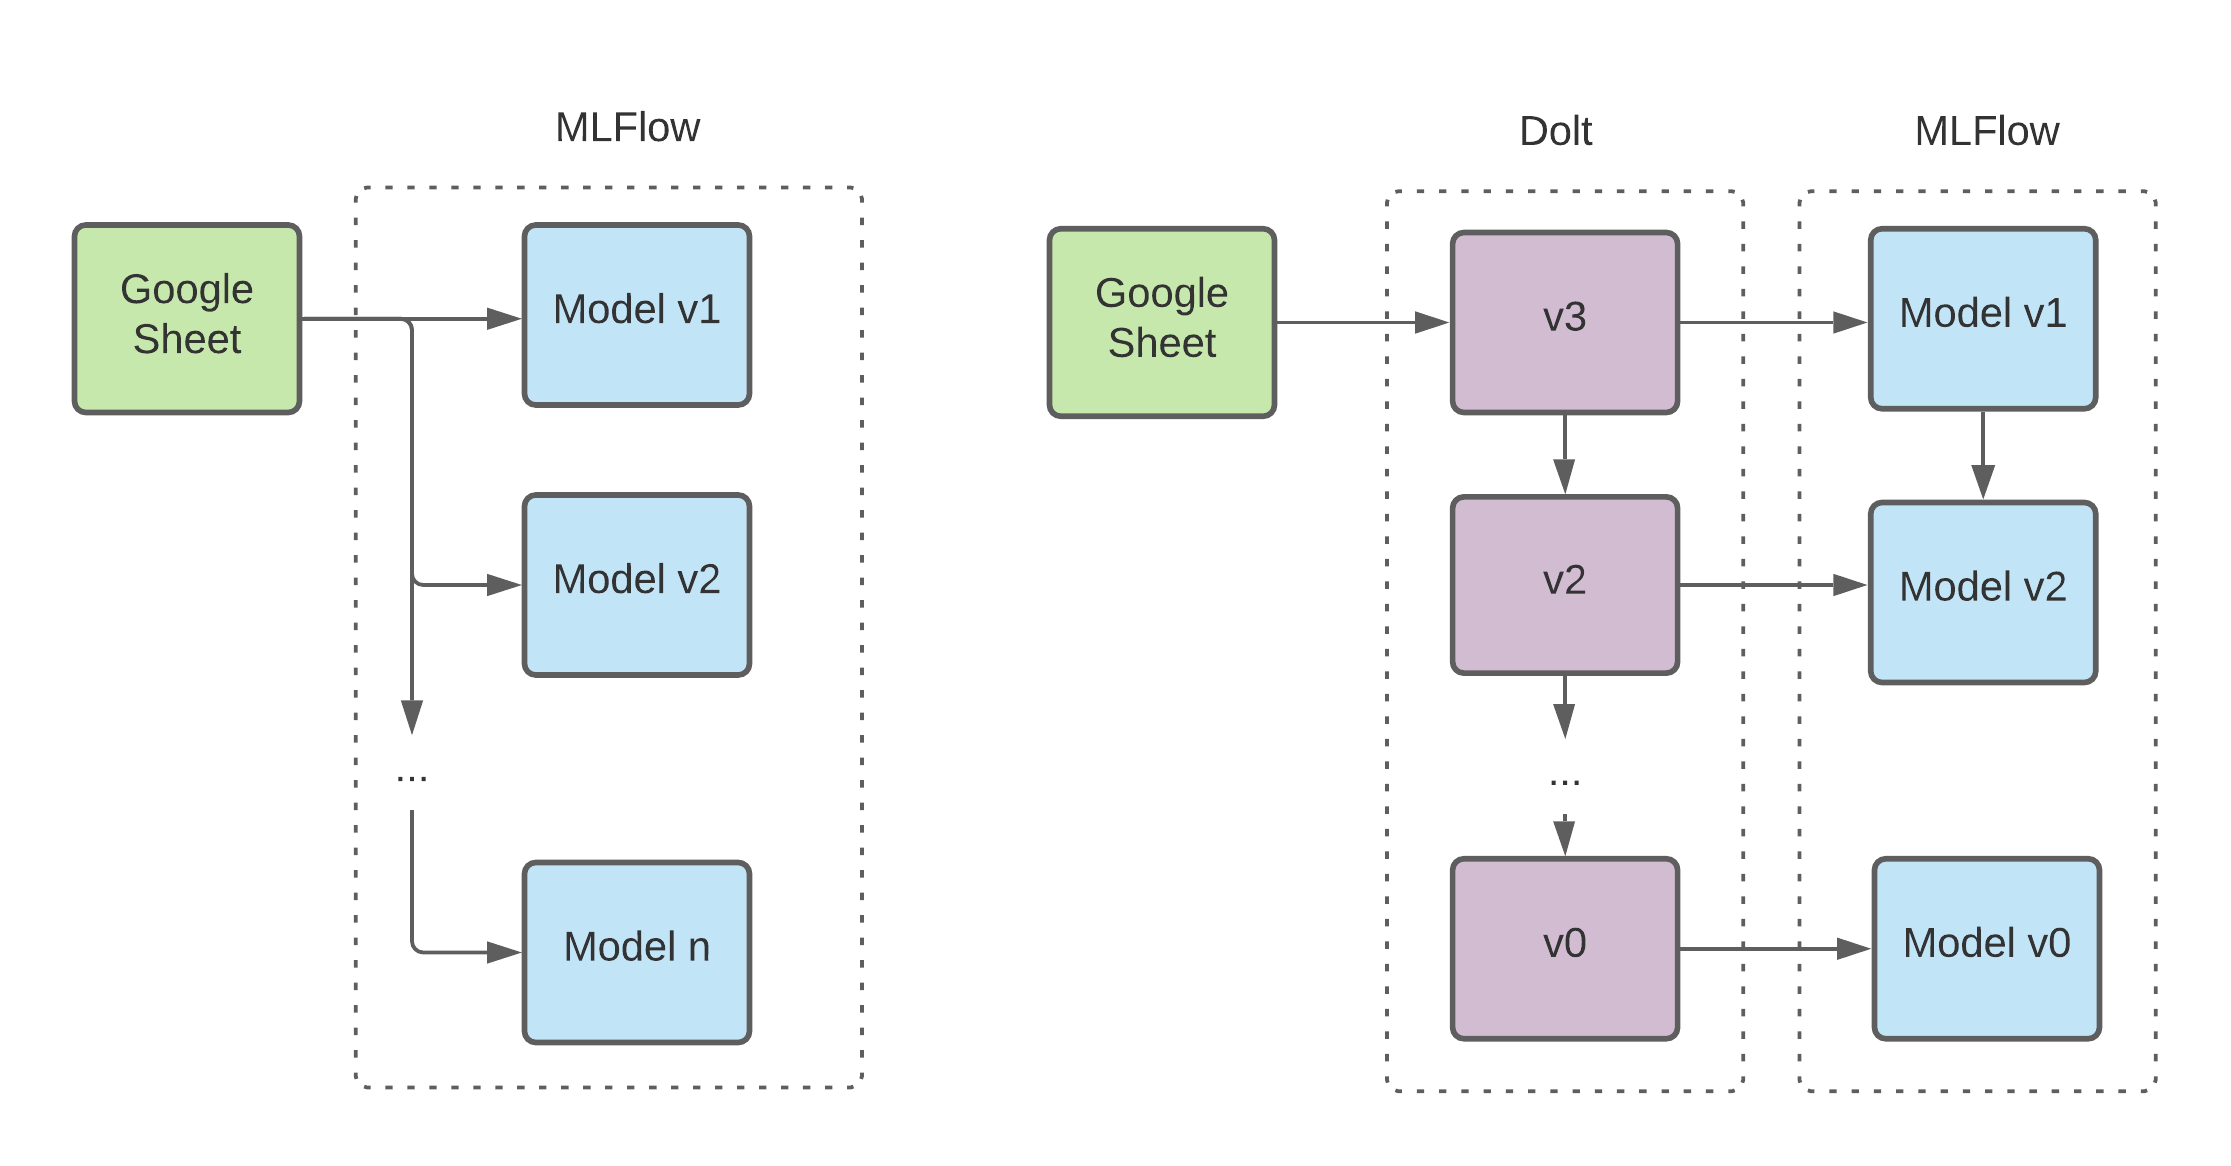 MLFlow
Google
Sheet
Model v1
Model v2
...
Model n
Dolt
MLFlow
Google
Sheet
v3
Model v1
v2
Model v2
...
v0
Model v0